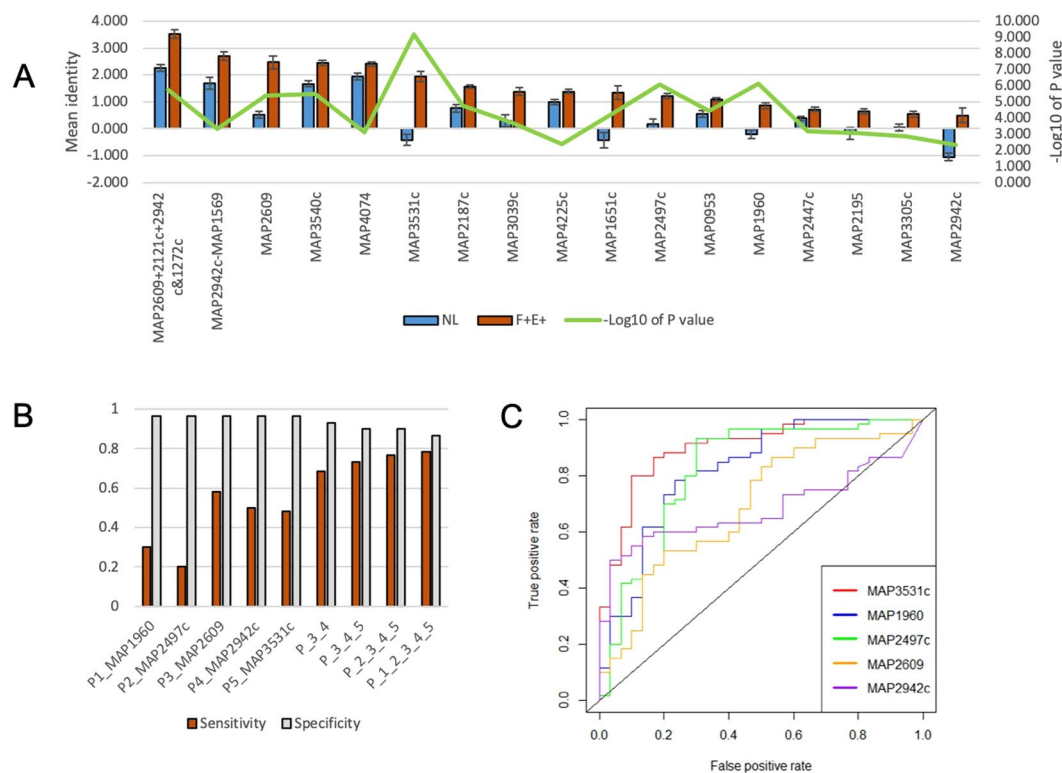 A
Mean identity
4.000
3.000
2.000
1.000
0.000
-1.000
-2.000
10.000
9.000
8.000
7.000
6.000
5.000
4.000
3.000
2.000
1.000
0.000
-Log10 of P value
MAP2609+2121c+2942
c&1272c
MAP2942c-MAP1569
MAP2609
MAP3540c
MAP4074
MAP3531c
MAP2187c
MAP3039c
MAP4225c
MAP1651c
MAP2497c
MAP0953
MAP1960
MAP2447c
MAP2195
MAP3305c
MAP2942c
NL
F+E+
-Log10 of P value
B
1
0.8
0.6
0.4
0.2
0
P1_MAP1960
P2_MAP2497c
P3_MAP2609
P4_MAP2942c
P5_MAP3531c
P_3_4
P_3_4_5
P_2_3_4_5
P_1_2_3_4_5
Sensitivity
Specificity
C
True positive rate
1.0
0.8
0.6
0.4
0.2
0.0
MAP3531c
MAP1960
MAP2497c
MAP2609
MAP2942c
0.0
0.2
0.4
0.6
0.8
1.0
False positive rate